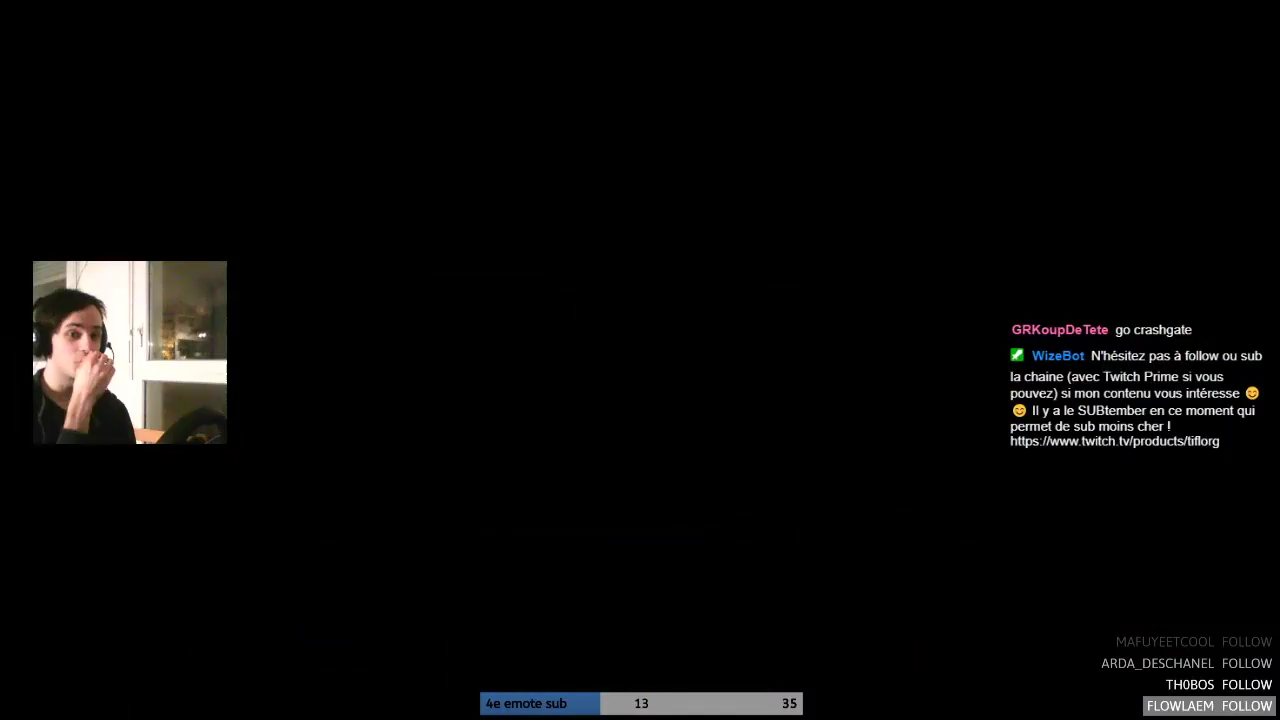 GRKoupDeTete go crashgate
WizeBot N'hésitez pas à follow ou sub
la chaine (avec Twitch Prime si vous
pouvez) si mon contenu vous intéresse 😊
😊 Il y a le SUBtember en ce moment qui
permet de sub moins cher !
https://www.twitch.tv/products/tiflorg
MAFUYEETCOOL FOLLOW
ARDA_DESCHANEL FOLLOW
TH0BOS FOLLOW
FLOWLAEM FOLLOW
4e emote sub 13 35